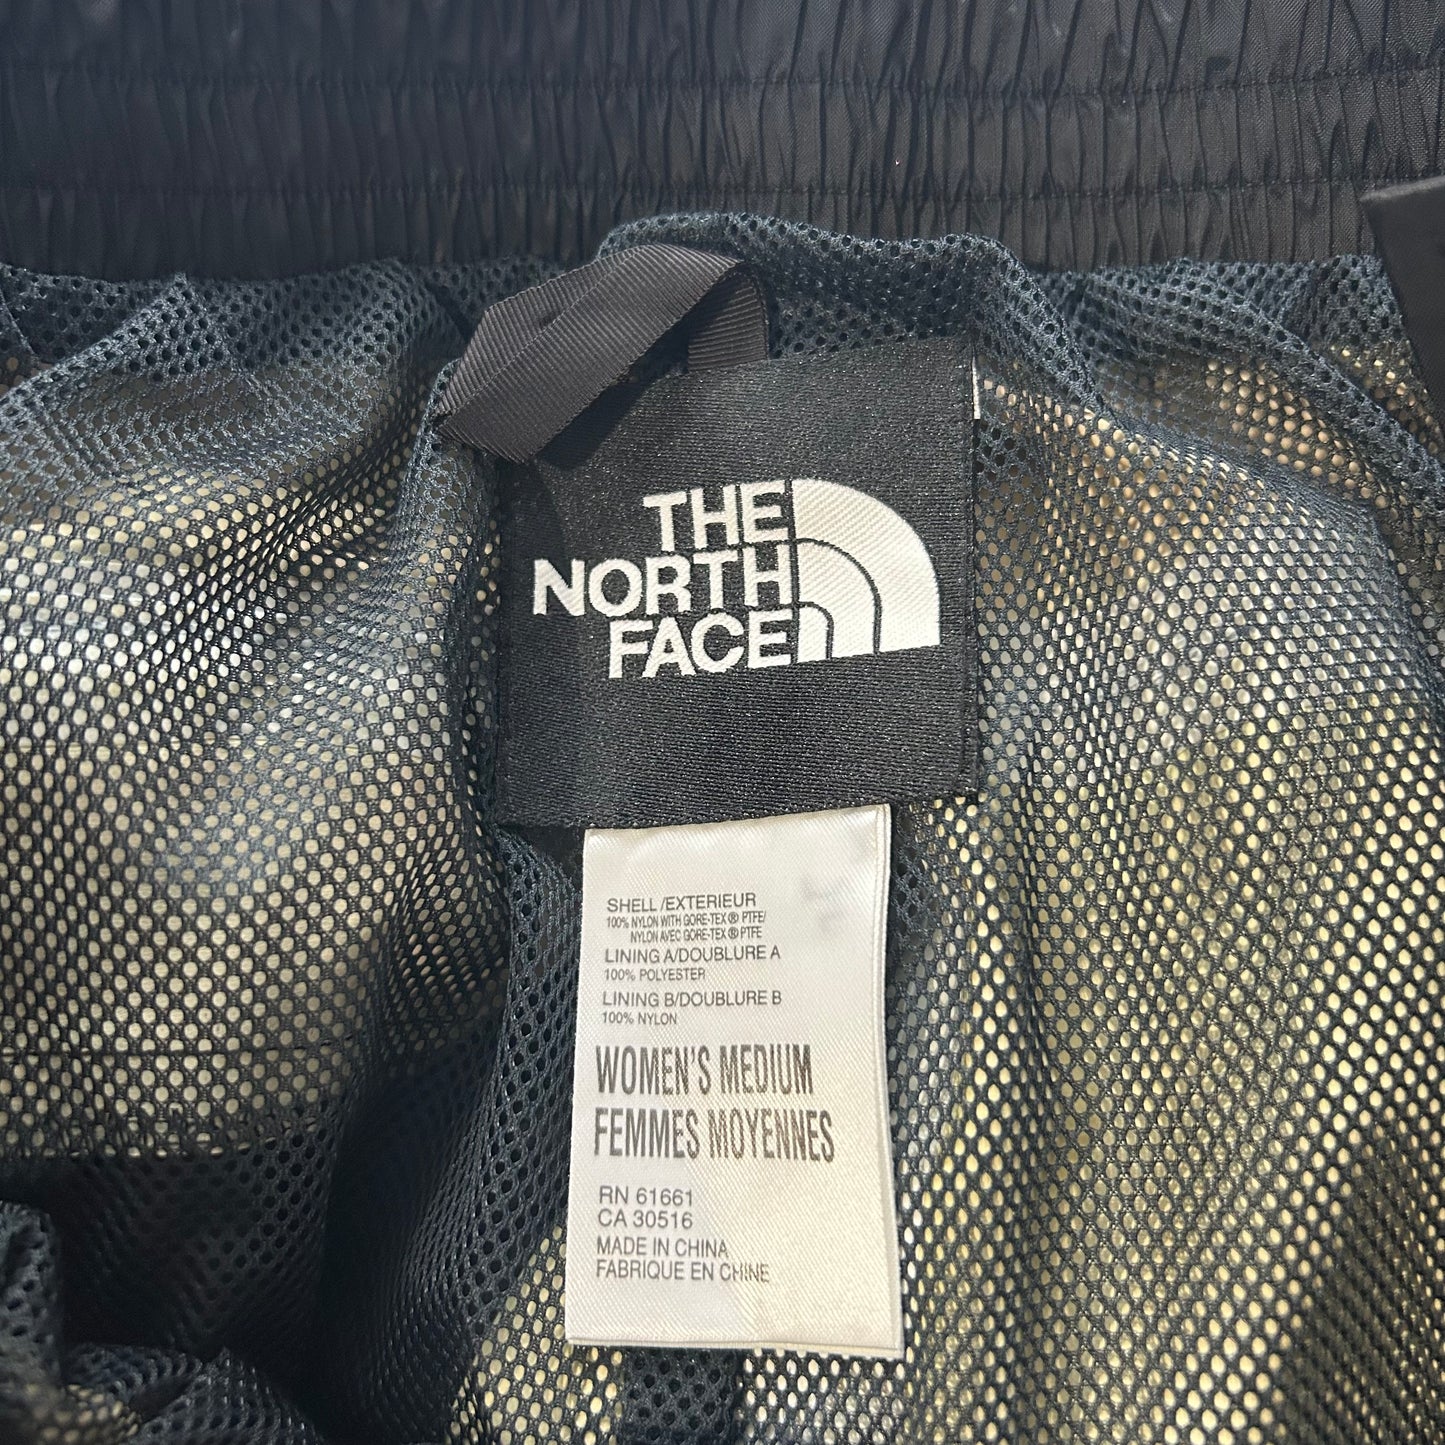 THE
NORTH
FACE
SHELL /EXTERIEUR
100% NYLON WITH GORE-TEX® PTFE/
NYLON AVEC GORE-TEX® PTFE
LINING A/DOUBLURE A
100% POLYESTER
LINING B/DOUBLURE B
100% NYLON
WOMEN'S MEDIUM
FEMMES MOYENNES
RN 61661
CA 30516
MADE IN CHINA
FABRIQUE EN CHINE